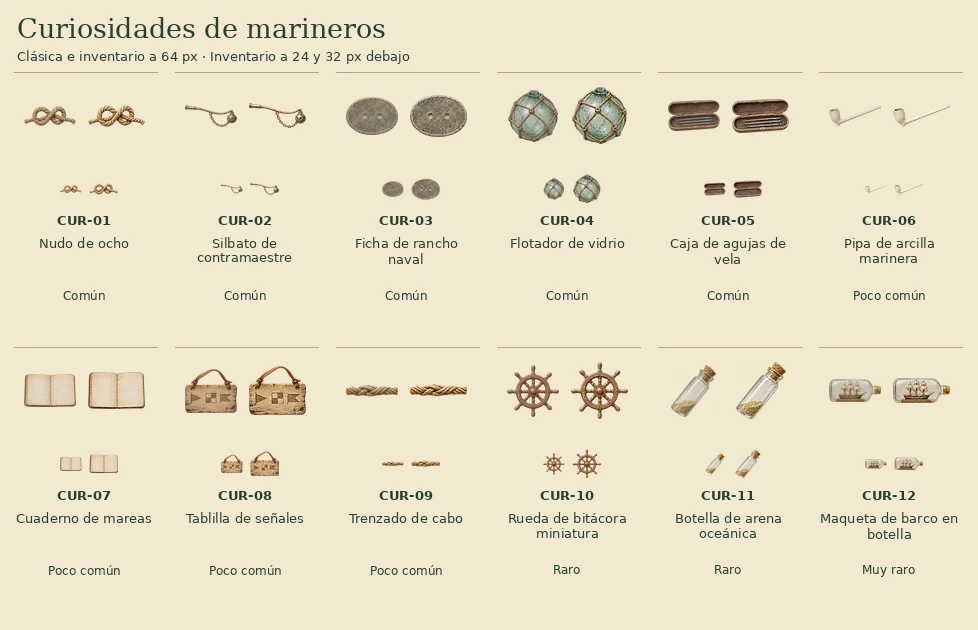 Curiosidades de marineros
Clásica e inventario a 64 px · Inventario a 24 y 32 px debajo
CUR-01
Nudo de ocho
Común
CUR-02
Silbato de
contramaestre
Común
CUR-03
Ficha de rancho
naval
Común
CUR-04
Flotador de vidrio
Común
CUR-05
Caja de agujas de
vela
Común
CUR-06
Pipa de arcilla
marinera
Poco común
CUR-07
Cuaderno de mareas
Poco común
CUR-08
Tablilla de señales
Poco común
CUR-09
Trenzado de cabo
Poco común
CUR-10
Rueda de bitácora
miniatura
Raro
CUR-11
Botella de arena
oceánica
Raro
CUR-12
Maqueta de barco en
botella
Muy raro